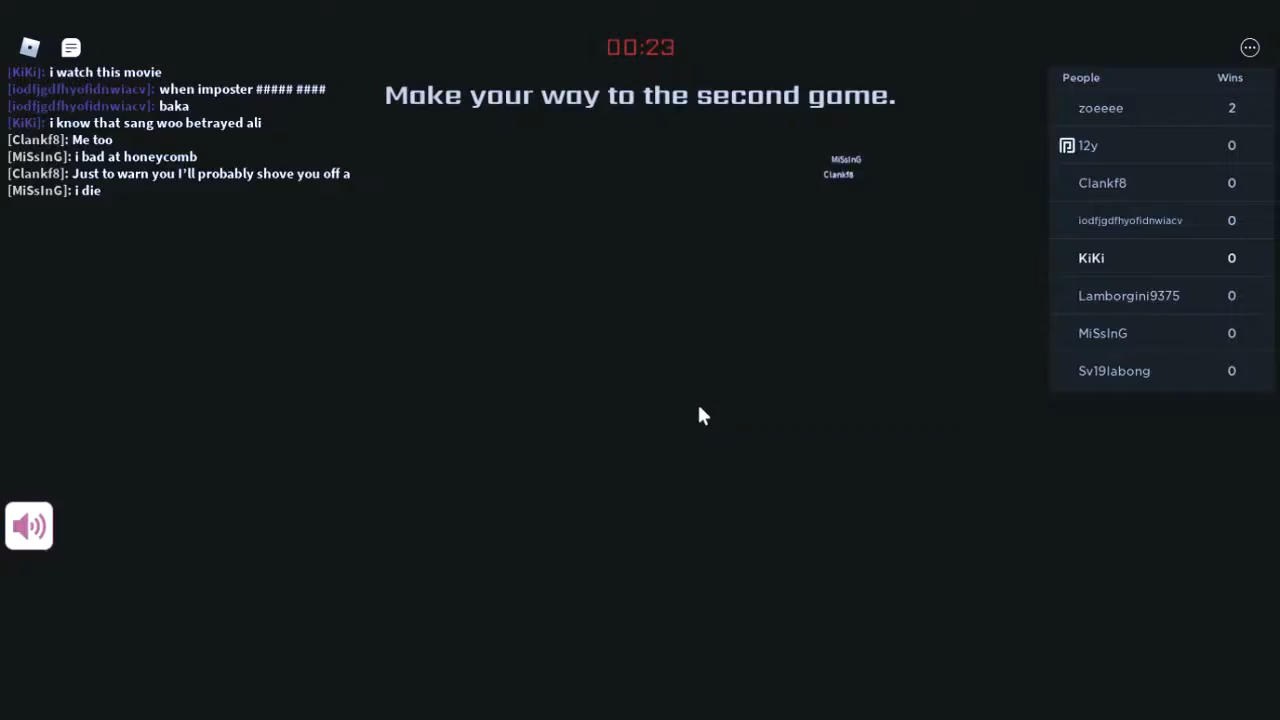 00:23
[KiKi]: i watch this movie
[iodfjgdfhyofidnwiacv]: when imposter ##### ####
[iodfjgdfhyofidnwiacv]: baka
[KiKi]: i know that sang woo betrayed ali
[Clankf8]: Me too
[MiSsInG]: i bad at honeycomb
[Clankf8]: Just to warn you I'll probably shove you off a
[MiSsInG]: i die
Make your way to the second game.
MiSsInG
Clankf8
People Wins
zoeeee 2
12y 0
Clankf8 0
iodfjgdfhyofidnwiacv 0
KiKi 0
Lamborgini9375 0
MiSsInG 0
Sv19labong 0